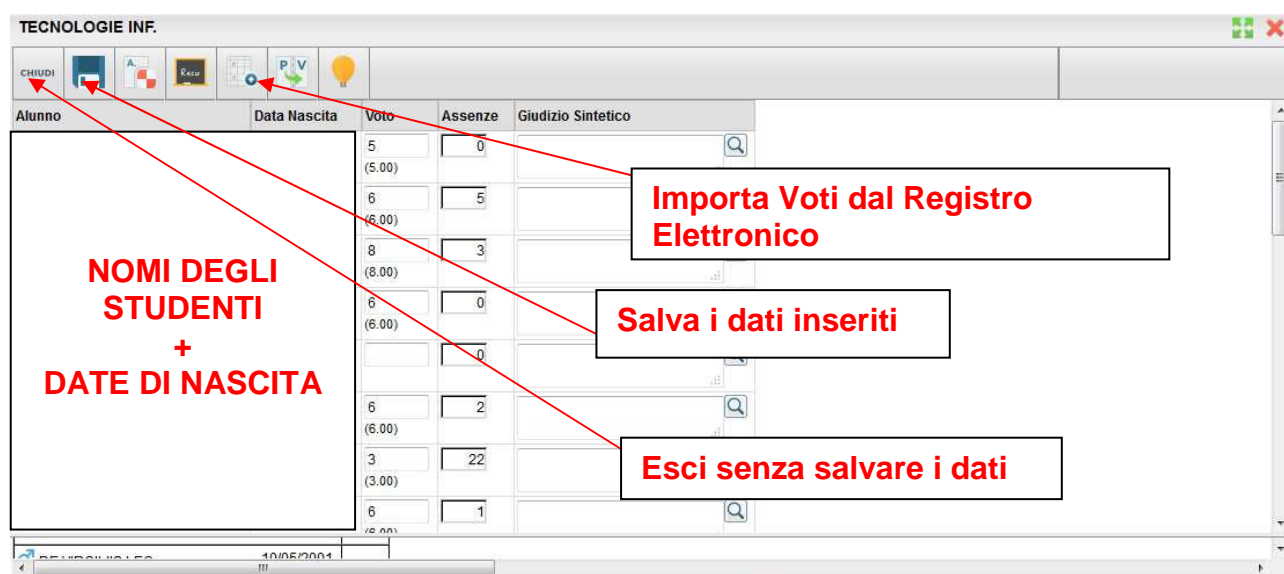 TECNOLOGIE INF.
CHIUDI
A.
Recu
P V
Alunno Data Nascita Voto Assenze Giudizio Sintetico
5 0
(5.00)
6 5
(6.00)
8 3
(8.00)
6 0
(6.00)
0
6 2
(6.00)
3 22
(3.00)
6 1
(6.00)
Importa Voti dal Registro
Elettronico
NOMI DEGLI
STUDENTI
+
DATE DI NASCITA
Salva i dati inseriti
Esci senza salvare i dati
10/05/2001